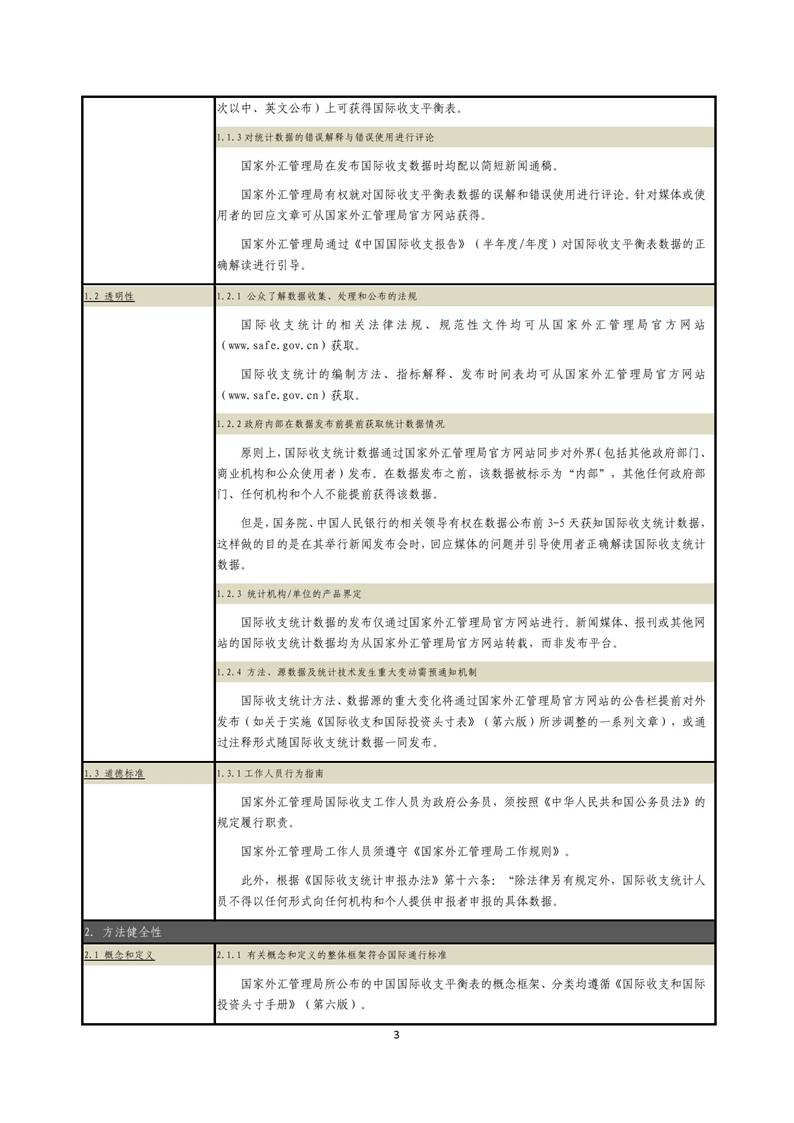 次以中、英文公布）上可获得国际收支平衡表。
1.1.3对统计数据的错误解释与错误使用进行评论
国家外汇管理局在发布国际收支数据时均配以简短新闻通稿。
国家外汇管理局有权就对国际收支平衡表数据的误解和错误使用进行评论。针对媒体或使
用者的回应文章可从国家外汇管理局官方网站获得。
国家外汇管理局通过《中国国际收支报告》（半年度/年度）对国际收支平衡表数据的正
确解读进行引导。
1.2 透明性
1.2.1 公众了解数据收集、处理和公布的法规
国际收支统计的相关法律法规、规范性文件均可从国家外汇管理局官方网站
（www.safe.gov.cn）获取。
国际收支统计的编制方法、指标解释、发布时间表均可从国家外汇管理局官方网站
（www.safe.gov.cn）获取。
1.2.2政府内部在数据发布前提前获取统计数据情况
原则上，国际收支统计数据通过国家外汇管理局官方网站同步对外界（包括其他政府部门、
商业机构和公众使用者）发布。在数据发布之前，该数据被标示为“内部”，其他任何政府部
门、任何机构和个人不能提前获得该数据。
但是，国务院、中国人民银行的相关领导有权在数据公布前 3-5 天获知国际收支统计数据，
这样做的目的是在其举行新闻发布会时，回应媒体的问题并引导使用者正确解读国际收支统计
数据。
1.2.3 统计机构/单位的产品界定
国际收支统计数据的发布仅通过国家外汇管理局官方网站进行。新闻媒体、报刊或其他网
站的国际收支统计数据均为从国家外汇管理局官方网站转载，而非发布平台。
1.2.4 方法、源数据及统计技术发生重大变动需预通知机制
国际收支统计方法、数据源的重大变化将通过国家外汇管理局官方网站的公告栏提前对外
发布（如关于实施《国际收支和国际投资头寸表》（第六版）所涉调整的一系列文章），或通
过注释形式随国际收支统计数据一同发布。
1.3 道德标准
1.3.1工作人员行为指南
国家外汇管理局国际收支工作人员为政府公务员，须按照《中华人民共和国公务员法》的
规定履行职责。
国家外汇管理局工作人员须遵守《国家外汇管理局工作规则》。
此外，根据《国际收支统计申报办法》第十六条：“除法律另有规定外，国际收支统计人
员不得以任何形式向任何机构和个人提供申报者申报的具体数据。
2. 方法健全性
2.1 概念和定义
2.1.1 有关概念和定义的整体框架符合国际通行标准
国家外汇管理局所公布的中国国际收支平衡表的概念框架、分类均遵循《国际收支和国际
投资头寸手册》（第六版）。
3